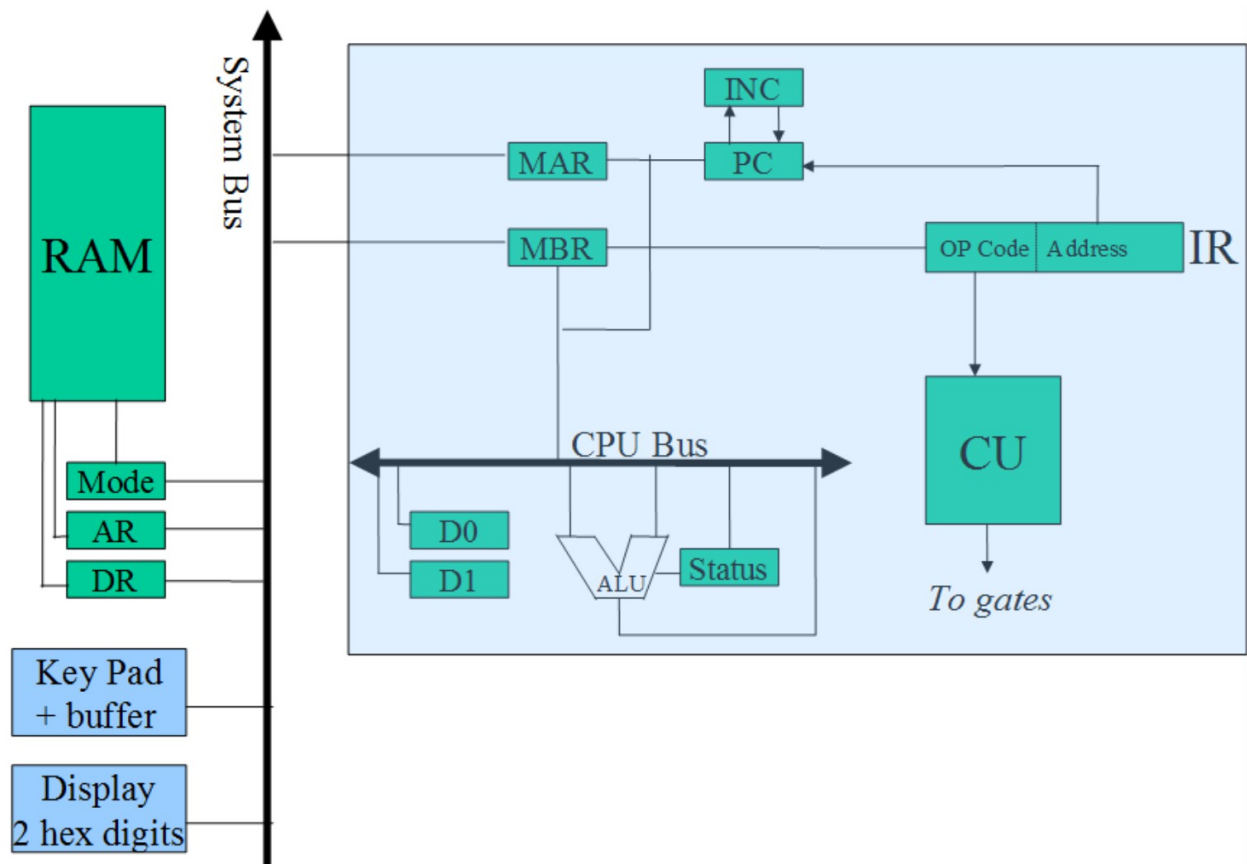 System Bus
RAM
Mode
AR
DR
Key Pad
+ buffer
Display
2 hex digits
INC
MAR
PC
MBR
OP Code
Address
IR
CPU Bus
CU
D0
D1
ALU
Status
To gates